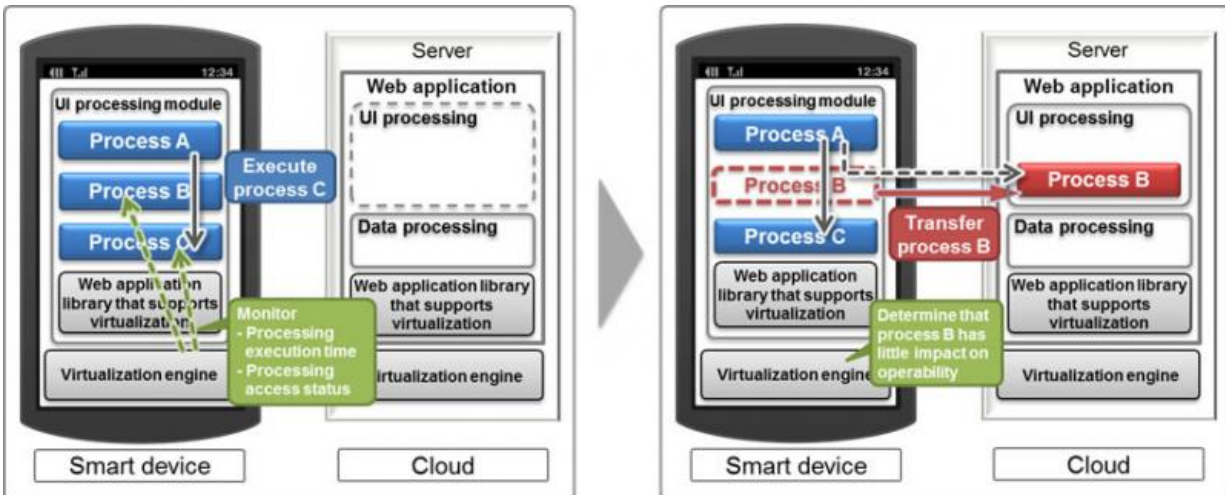 Server
12:34
Web application
UI processing module
UI processing
Process A
Execute
process C
Process B
Process C
Data processing
Web application
library that supports
virtualization
Web application library
that supports
virtualization
Monitor
- Processing
execution time
- Processing
access status
Virtualization engine
Virtualization engine
Smart device
Cloud
Server
12:34
Web application
UI processing module
UI processing
Process A
Process B
Process B
Transfer
process B
Process C
Data processing
Web application
library that supports
virtualization
Web application library
that supports
virtualization
Determine that
process B has
little impact on
operability
Virtualization engine
Virtualization engine
Smart device
Cloud